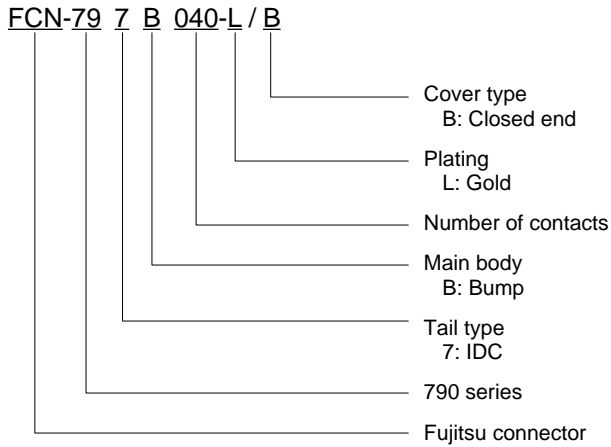 FCN-79 7 B 040-L / B
Cover type
B: Closed end
Plating
L: Gold
Number of contacts
Main body
B: Bump
Tail type
7: IDC
790 series
Fujitsu connector